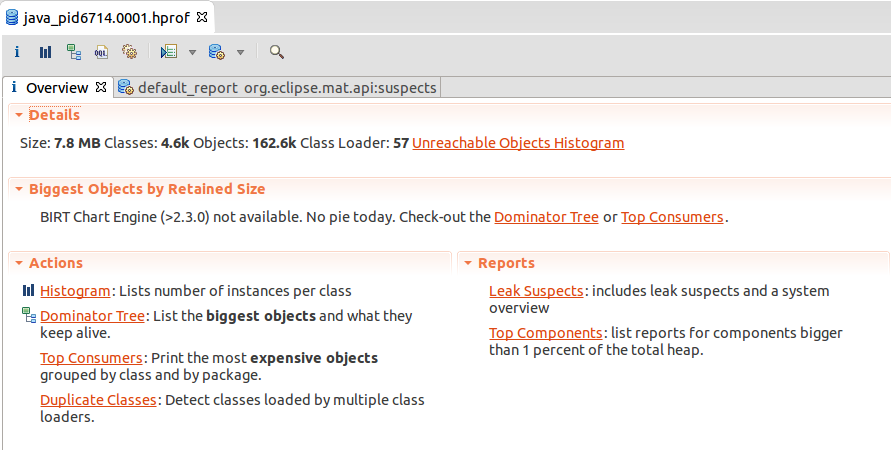 java_pid6714.0001.hprof
i OQL
i Overview default_report org.eclipse.mat.api:suspects
Details
Size: 7.8 MB Classes: 4.6k Objects: 162.6k Class Loader: 57 Unreachable Objects Histogram
Biggest Objects by Retained Size
BIRT Chart Engine (>2.3.0) not available. No pie today. Check-out the Dominator Tree or Top Consumers.
Actions
Histogram: Lists number of instances per class
Dominator Tree: List the biggest objects and what they
keep alive.
Top Consumers: Print the most expensive objects
grouped by class and by package.
Duplicate Classes: Detect classes loaded by multiple class
loaders.
Reports
Leak Suspects: includes leak suspects and a system
overview
Top Components: list reports for components bigger
than 1 percent of the total heap.